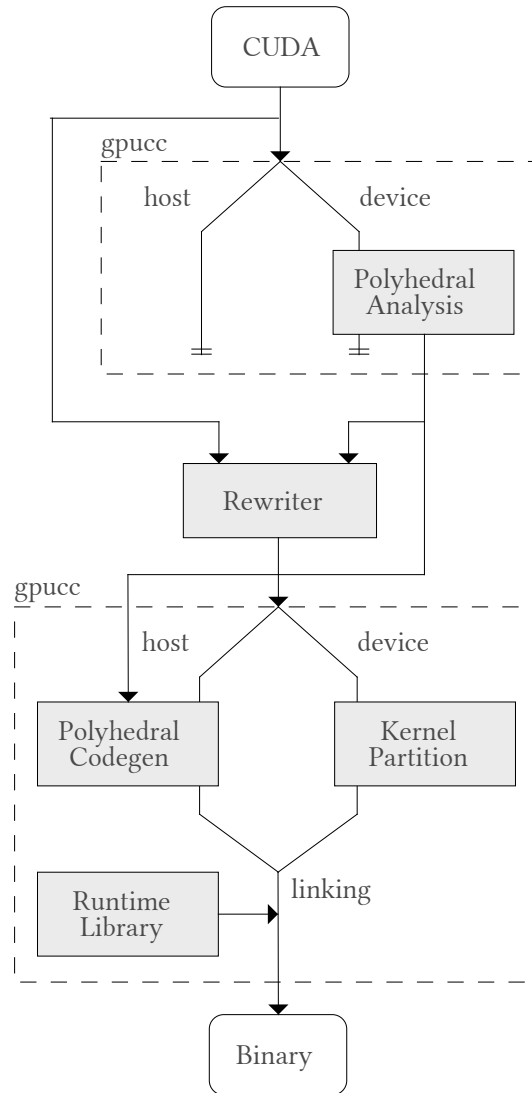 CUDA
gpucc
host
device
Polyhedral
Analysis
Rewriter
gpucc
host
device
Polyhedral
Codegen
Kernel
Partition
linking
Runtime
Library
Binary